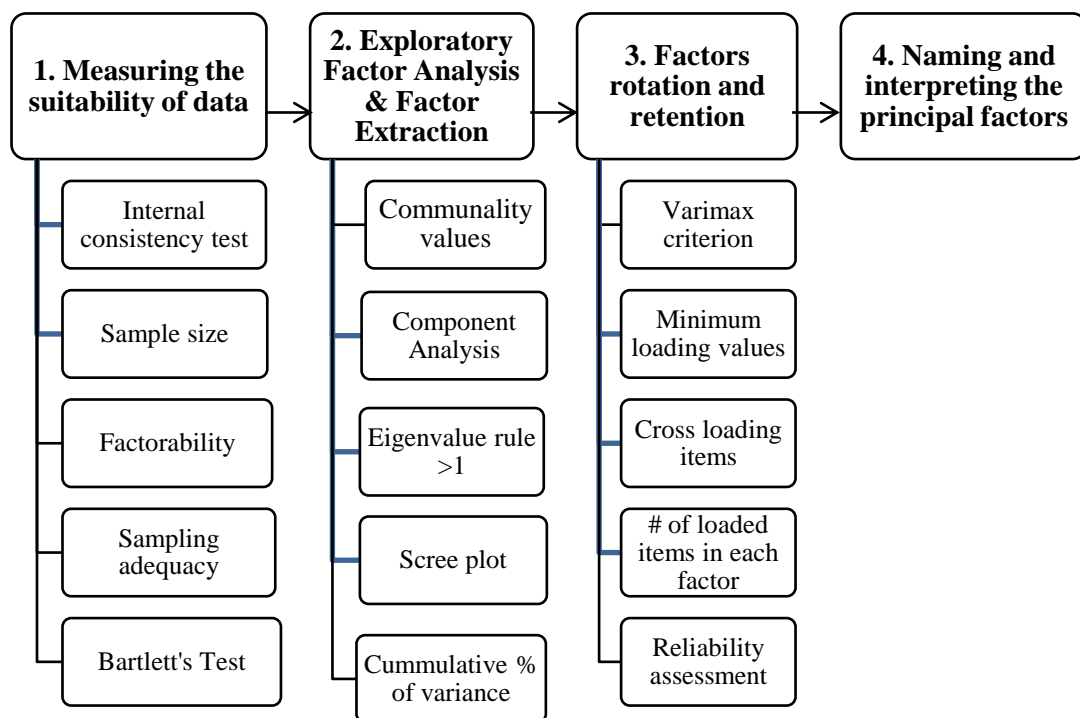 1. Measuring the
suitability of data
2. Exploratory
Factor Analysis
& Factor
Extraction
3. Factors
rotation and
retention
4. Naming and
interpreting the
principal factors
Internal
consistency test
Sample size
Factorability
Sampling
adequacy
Bartlett's Test
Communality
values
Component
Analysis
Eigenvalue rule
>1
Scree plot
Cummulative %
of variance
Varimax
criterion
Minimum
loading values
Cross loading
items
# of loaded
items in each
factor
Reliability
assessment